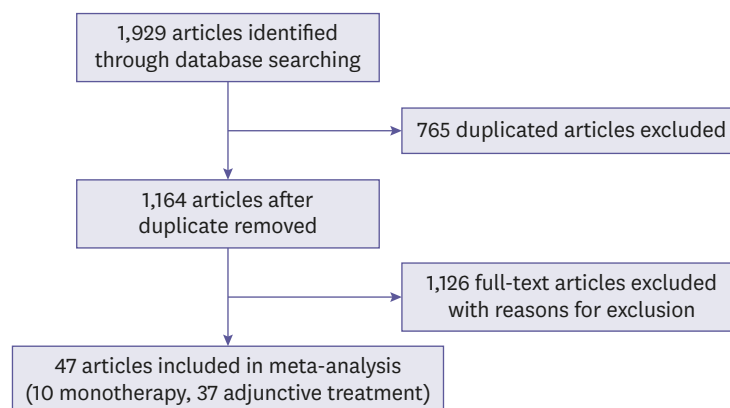 1,929 articles identified
through database searching
765 duplicated articles excluded
1,164 articles after
duplicate removed
1,126 full-text articles excluded
with reasons for exclusion
47 articles included in meta-analysis
(10 monotherapy, 37 adjunctive treatment)